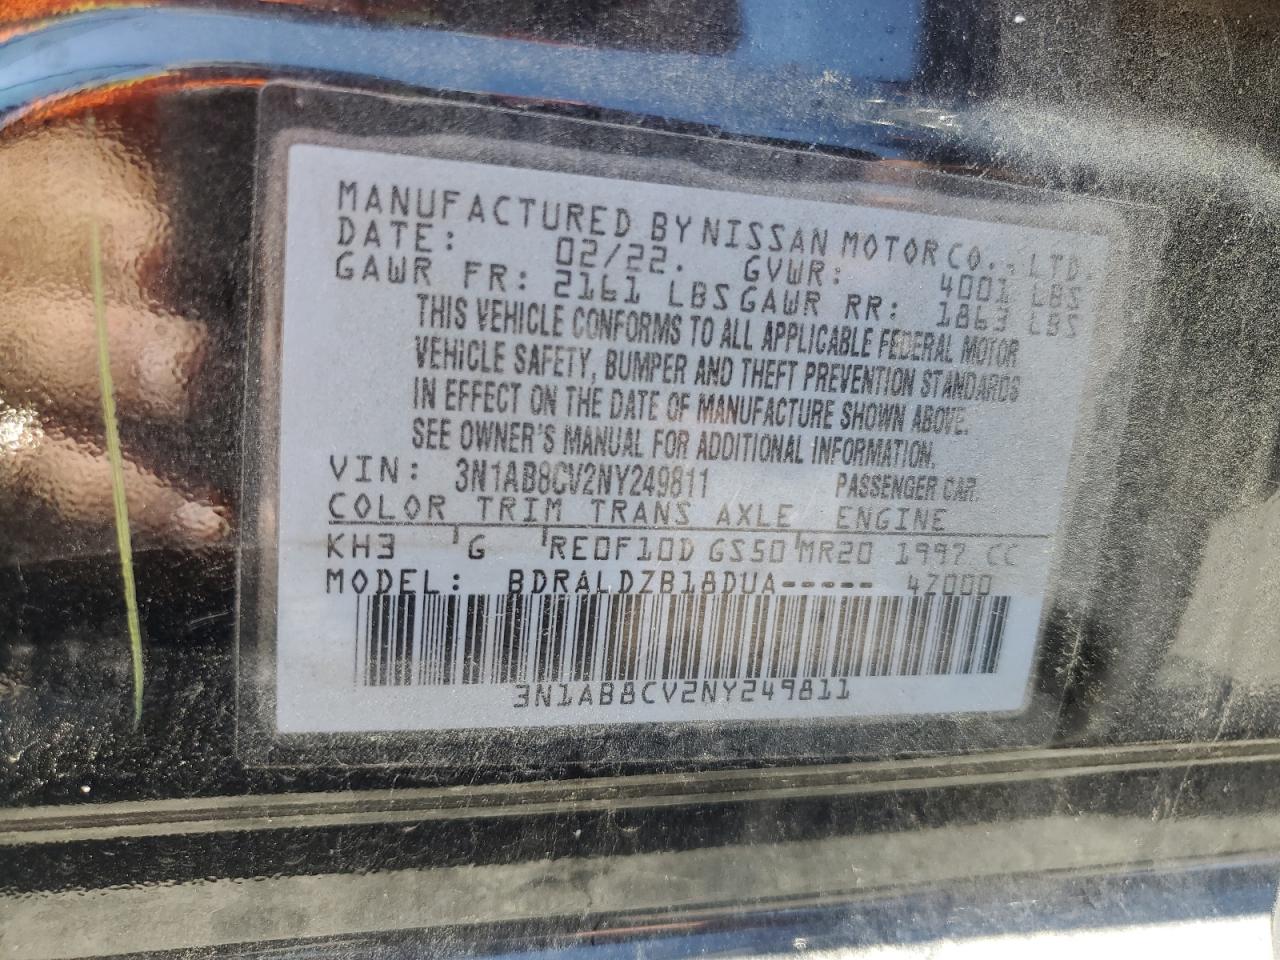 MANUFACTURED BY NISSAN MOTOR CO., LTD.
DATE: 02/22. GVWR: 4001 LBS
GAWR FR: 2161 LBS GAWR RR: 1863 LBS
THIS VEHICLE CONFORMS TO ALL APPLICABLE FEDERAL MOTOR
VEHICLE SAFETY, BUMPER AND THEFT PREVENTION STANDARDS
IN EFFECT ON THE DATE OF MANUFACTURE SHOWN ABOVE.
SEE OWNER'S MANUAL FOR ADDITIONAL INFORMATION.
VIN: 3N1AB8CV2NY249811 PASSENGER CAR.
COLOR TRIM TRANS AXLE ENGINE
KH3 G RE0F10D GS50 MR20 1997 CC
MODEL: BDRALDZB18DUA----- 4Z000
3N1AB8CV2NY249811